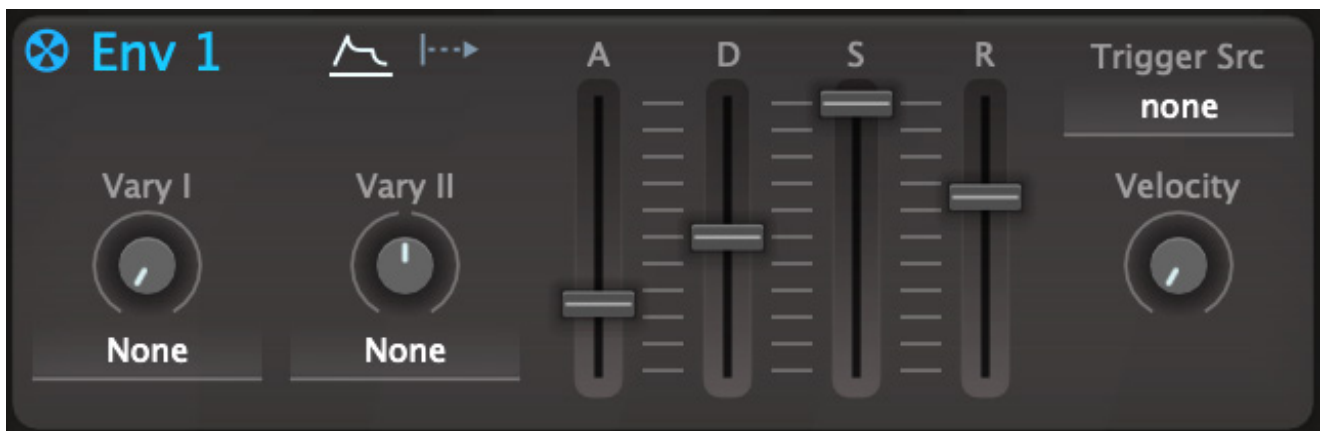 Env 1
A D S R
Trigger Src
none
Vary I
Vary II
Velocity
None
None